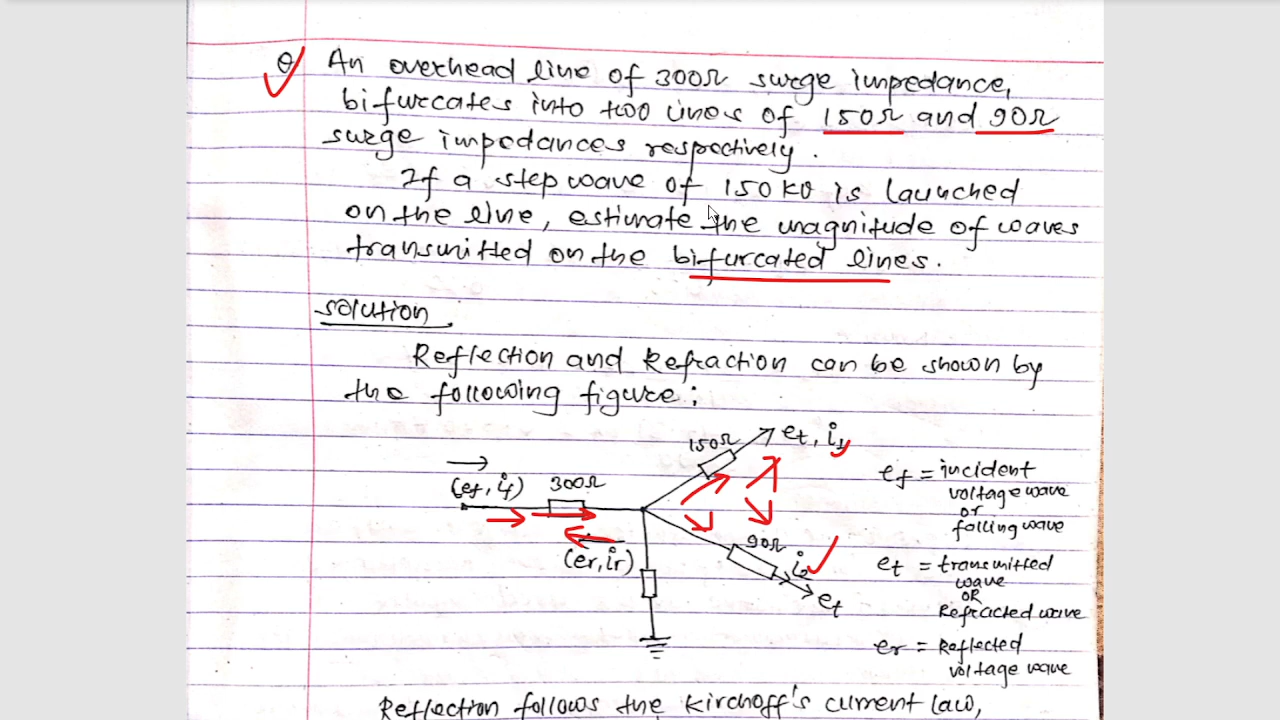 Q An overhead line of 300Ω surge impedance,
bifurcates into two lines of 150Ω and 90Ω
surge impedances respectively.
If a step wave of 150 KV is launched
on the line, estimate the magnitude of waves
transmitted on the bifurcated lines.
solution
Reflection and Refraction can be shown by
the following figure:
150Ω et, i1
(ef, if) 300Ω
(er, ir)
90Ω i2
et
ef = incident
voltage wave
or
falling wave
et = transmitted
wave
OR
Refracted wave
er = Reflected
voltage wave
Reflection follows the Kirchoff's current law,